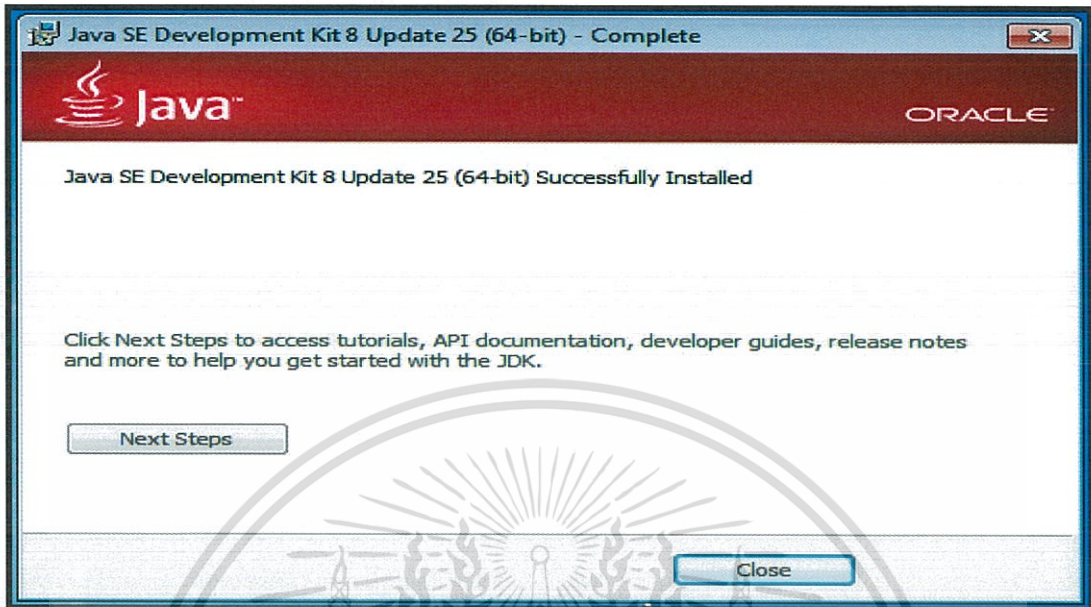 Java SE Development Kit 8 Update 25 (64-bit) - Complete
Java™
ORACLE
Java SE Development Kit 8 Update 25 (64-bit) Successfully Installed
Click Next Steps to access tutorials, API documentation, developer guides, release notes
and more to help you get started with the JDK.
Next Steps
Close